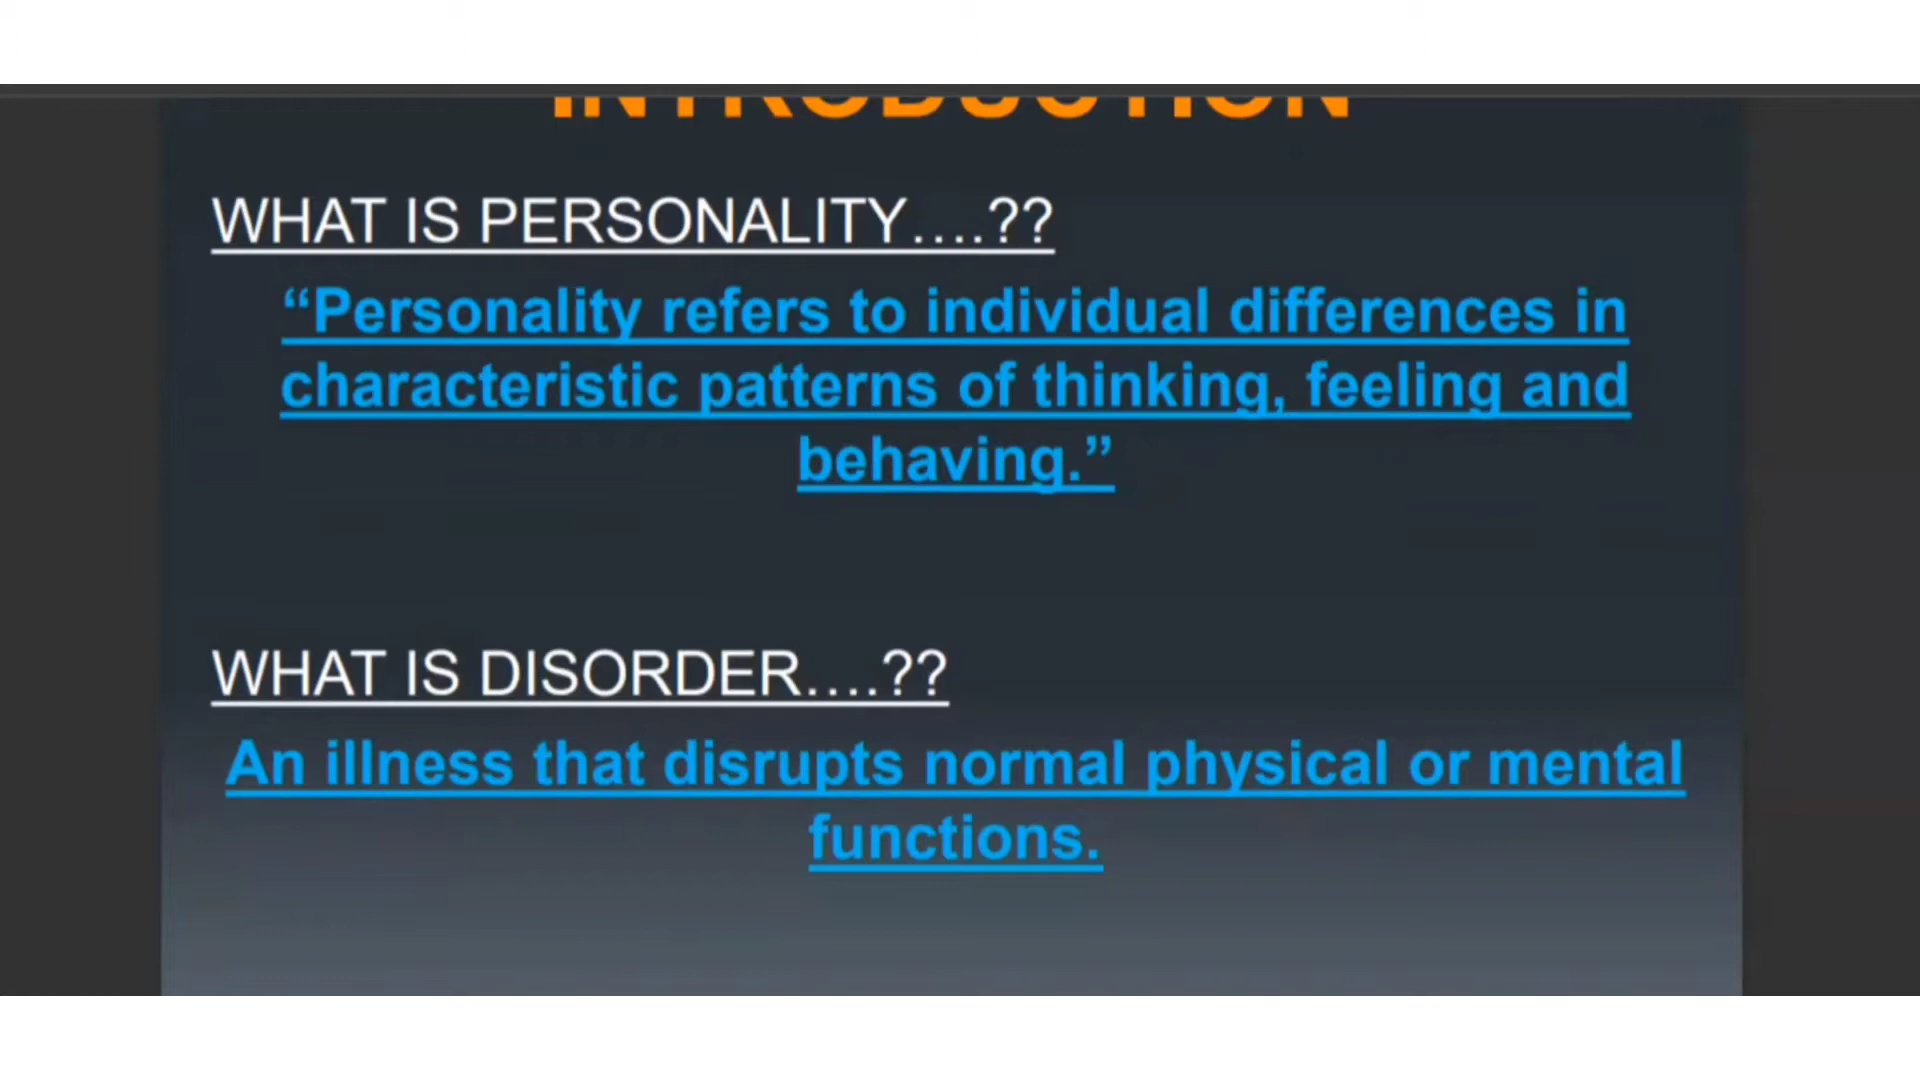 INTRODUCTION
WHAT IS PERSONALITY....??
“Personality refers to individual differences in
characteristic patterns of thinking, feeling and
behaving.”
WHAT IS DISORDER....??
An illness that disrupts normal physical or mental
functions.